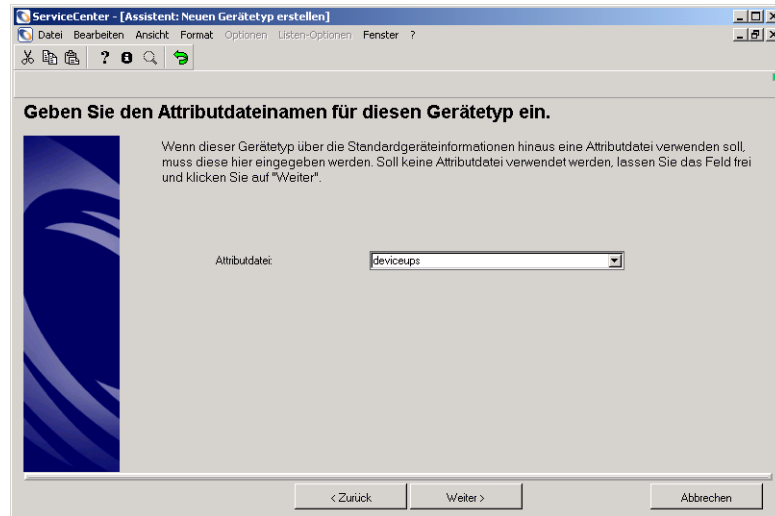 ServiceCenter - [Assistent: Neuen Gerätetyp erstellen]
Datei Bearbeiten Ansicht Format Optionen Listen-Optionen Fenster ?
Geben Sie den Attributdateinamen für diesen Gerätetyp ein.
Wenn dieser Gerätetyp über die Standardgeräteinformationen hinaus eine Attributdatei verwenden soll,
muss diese hier eingegeben werden. Soll keine Attributdatei verwendet werden, lassen Sie das Feld frei
und klicken Sie auf "Weiter".
Attributdatei: deviceups
< Zurück Weiter > Abbrechen